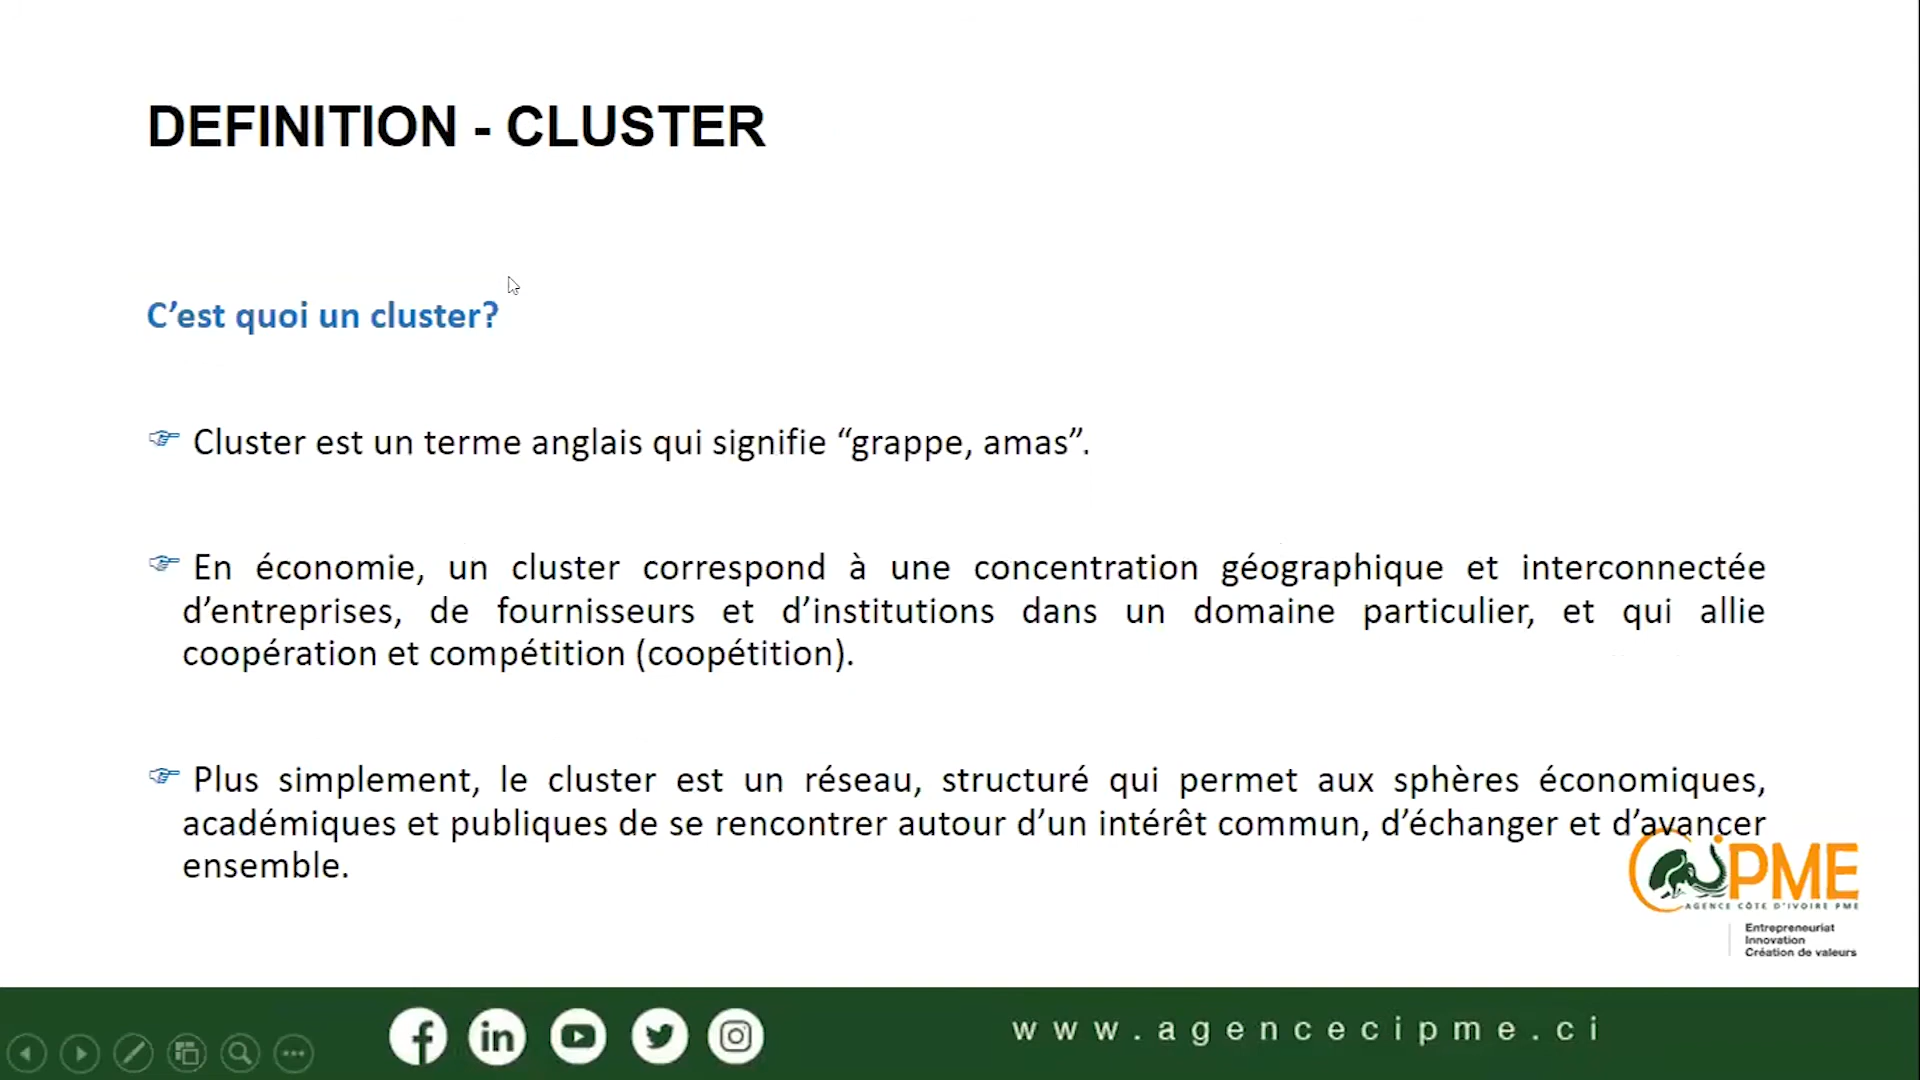 DEFINITION - CLUSTER
C’est quoi un cluster?
Cluster est un terme anglais qui signifie “grappe, amas”.
En économie, un cluster correspond à une concentration géographique et interconnectée
d’entreprises, de fournisseurs et d’institutions dans un domaine particulier, et qui allie
coopération et compétition (coopétition).
Plus simplement, le cluster est un réseau, structuré qui permet aux sphères économiques,
académiques et publiques de se rencontrer autour d’un intérêt commun, d’échanger et d’avancer
ensemble.
CiPME
AGENCE CÔTE D'IVOIRE PME
Entrepreneuriat
Innovation
Création de valeurs
www.agencecipme.ci